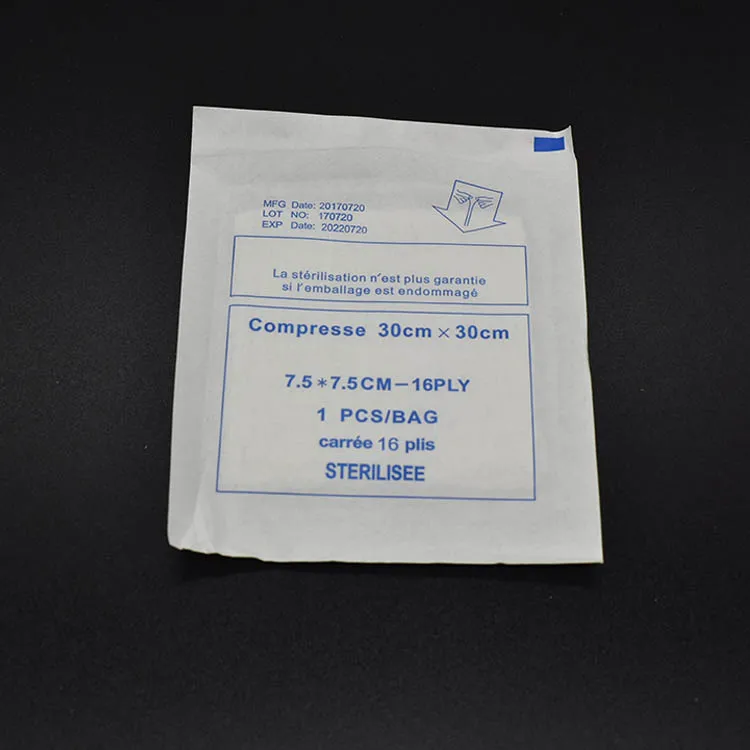 MFG Date: 20170720
LOT NO: 170720
EXP Date: 20220720
La stérilisation n'est plus garantie
si l'emballage est endommagé
Compresse 30cm × 30cm
7.5*7.5CM-16PLY
1 PCS/BAG
carrée 16 plis
STERILISEE